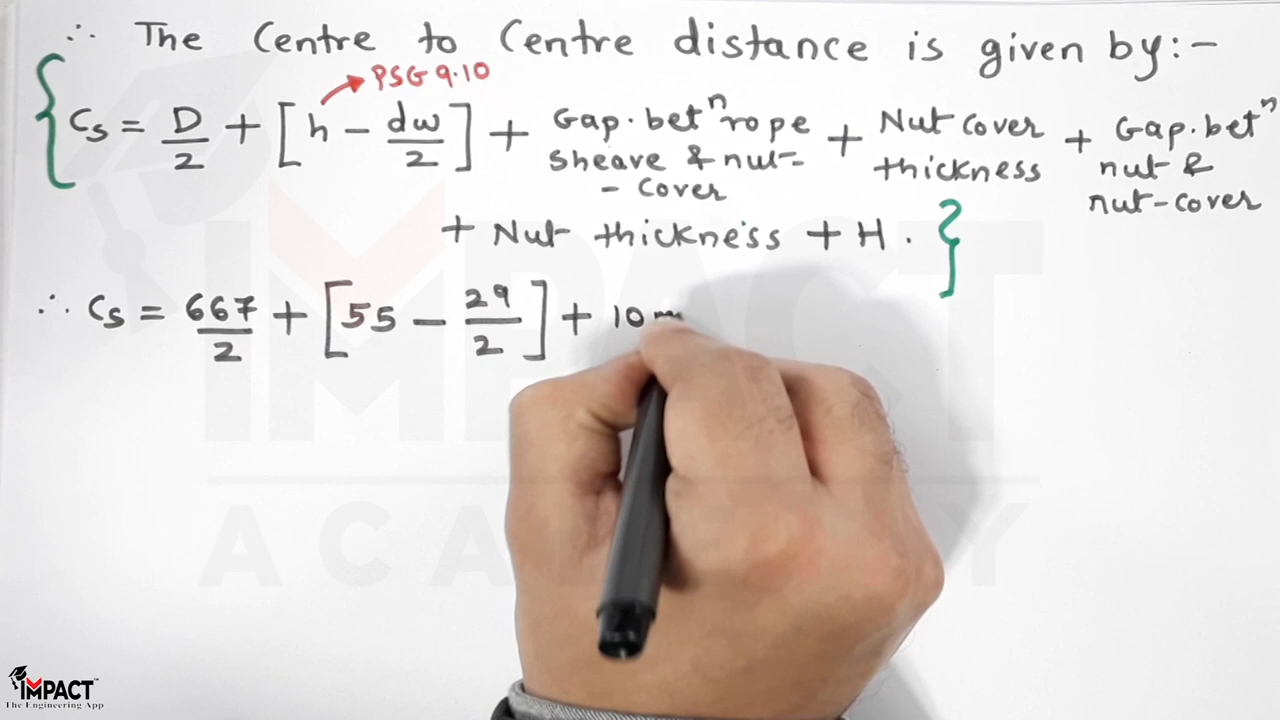 ∴ The Centre to Centre distance is given by:-
PSG 9.10
Cs = D/2 + [h - dw/2] + Gap.betⁿ rope sheave & nut-cover + Nut cover thickness + Gap.betⁿ nut & nut-cover
+ Nut thickness + H.
∴ Cs = 667/2 + [55 - 29/2] + 10 m
IMPACT
ACADEMY
IMPACT
The Engineering App